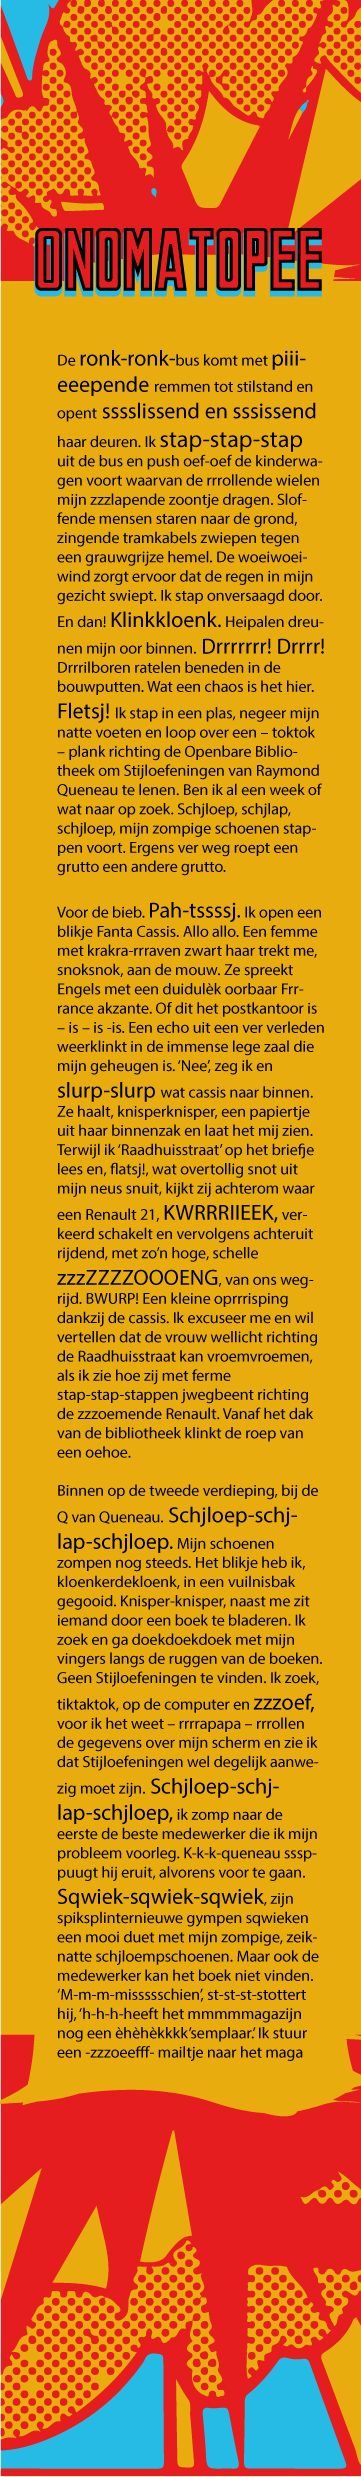 ONOMATOPEE
De ronk-ronk-bus komt met piii-
eeepende remmen tot stilstand en
opent sssslissend en sssissend
haar deuren. Ik stap-stap-stap
uit de bus en push oef-oef de kinderwa-
gen voort waarvan de rrrollende wielen
mijn zzzlapende zoontje dragen. Slof-
fende mensen staren naar de grond,
zingende tramkabels zwiepen tegen
een grauwgrijze hemel. De woeiwoei-
wind zorgt ervoor dat de regen in mijn
gezicht swiept. Ik stap onversaagd door.
En dan! Klinkkloenk. Heipalen dreu-
nen mijn oor binnen. Drrrrrrr! Drrrr!
Drrrilboren ratelen beneden in de
bouwputten. Wat een chaos is het hier.
Fletsj! Ik stap in een plas, negeer mijn
natte voeten en loop over een – toktok
– plank richting de Openbare Biblio-
theek om Stijloefeningen van Raymond
Queneau te lenen. Ben ik al een week of
wat naar op zoek. Schjloep, schjlap,
schjloep, mijn zompige schoenen stap-
pen voort. Ergens ver weg roept een
grutto een andere grutto.
Voor de bieb. Pah-tssssj. Ik open een
blikje Fanta Cassis. Allo allo. Een femme
met krakra-rrraven zwart haar trekt me,
snoksnok, aan de mouw. Ze spreekt
Engels met een duidulèk oorbaar Frr-
rance akzante. Of dit het postkantoor is
– is – is -is. Een echo uit een ver verleden
weerklinkt in de immense lege zaal die
mijn geheugen is. ‘Nee’, zeg ik en
slurp-slurp wat cassis naar binnen.
Ze haalt, knisperknisper, een papiertje
uit haar binnenzak en laat het mij zien.
Terwijl ik ‘Raadhuisstraat’ op het briefje
lees en, flatsj!, wat overtollig snot uit
mijn neus snuit, kijkt zij achterom waar
een Renault 21, KWRRRIIEEK, ver-
keerd schakelt en vervolgens achteruit
rijdend, met zo’n hoge, schelle
zzzZZZZOOOENG, van ons weg-
rijd. BWURP! Een kleine oprrrisping
dankzij de cassis. Ik excuseer me en wil
vertellen dat de vrouw wellicht richting
de Raadhuisstraat kan vroemvroemen,
als ik zie hoe zij met ferme
stap-stap-stappen jwegbeent richting
de zzzoemende Renault. Vanaf het dak
van de bibliotheek klinkt de roep van
een oehoe.
Binnen op de tweede verdieping, bij de
Q van Queneau. Schjloep-schj-
lap-schjloep. Mijn schoenen
zompen nog steeds. Het blikje heb ik,
kloenkerdekloenk, in een vuilnisbak
gegooid. Knisper-knisper, naast me zit
iemand door een boek te bladeren. Ik
zoek en ga doekdoekdoek met mijn
vingers langs de ruggen van de boeken.
Geen Stijloefeningen te vinden. Ik zoek,
tiktaktok, op de computer en zzzoef,
voor ik het weet – rrrrapapa – rrrollen
de gegevens over mijn scherm en zie ik
dat Stijloefeningen wel degelijk aanwe-
zig moet zijn. Schjloep-schj-
lap-schjloep, ik zomp naar de
eerste de beste medewerker die ik mijn
probleem voorleg. K-k-k-queneau sssp-
puugt hij eruit, alvorens voor te gaan.
Sqwiek-sqwiek-sqwiek, zijn
spiksplinternieuwe gympen sqwieken
een mooi duet met mijn zompige, zeik-
natte schjloempschoenen. Maar ook de
medewerker kan het boek niet vinden.
‘M-m-m-misssssschien’, st-st-st-stottert
hij, ‘h-h-h-heeft het mmmmmagazijn
nog een èhèhèkkkk’semplaar.’ Ik stuur
een -zzzoeefff- mailtje naar het maga